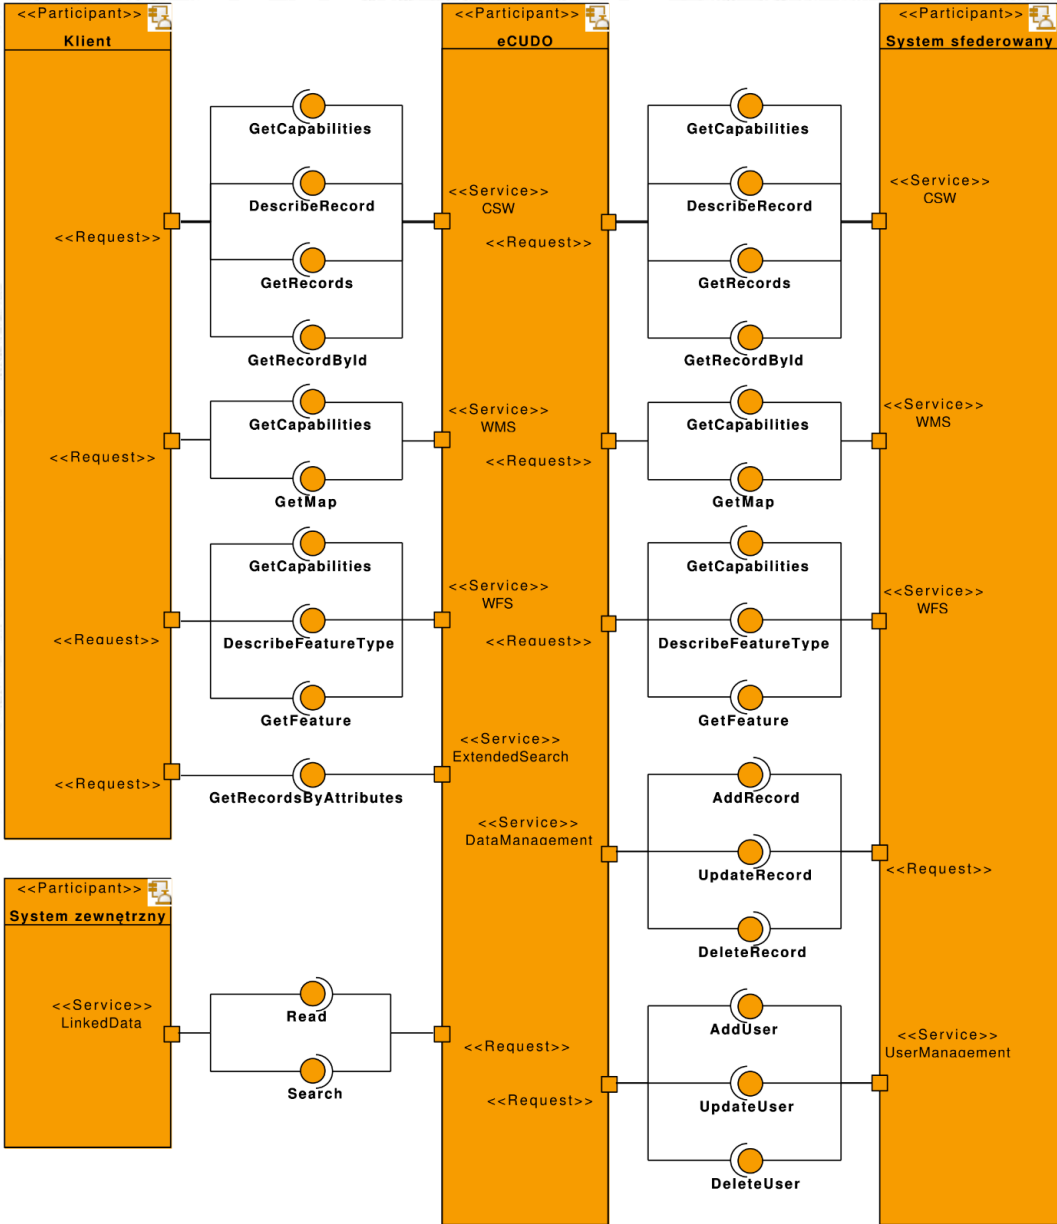 <<Participant>>
Klient
<<Participant>>
eCUDO
<<Participant>>
System sfederowany
GetCapabilities
DescribeRecord
GetRecords
GetRecordById
<<Request>>
<<Service>>
CSW
<<Request>>
GetCapabilities
DescribeRecord
GetRecords
GetRecordById
<<Service>>
CSW
<<Request>>
GetCapabilities
GetMap
<<Service>>
WMS
<<Request>>
GetCapabilities
GetMap
<<Service>>
WMS
<<Request>>
GetCapabilities
DescribeFeatureType
GetFeature
<<Service>>
WFS
<<Request>>
GetCapabilities
DescribeFeatureType
GetFeature
<<Service>>
WFS
<<Request>>
GetRecordsByAttributes
<<Service>>
ExtendedSearch
<<Service>>
DataManagement
AddRecord
UpdateRecord
DeleteRecord
<<Request>>
<<Participant>>
System zewnętrzny
<<Service>>
LinkedData
Read
Search
<<Request>>
<<Request>>
AddUser
UpdateUser
DeleteUser
<<Service>>
UserManagement